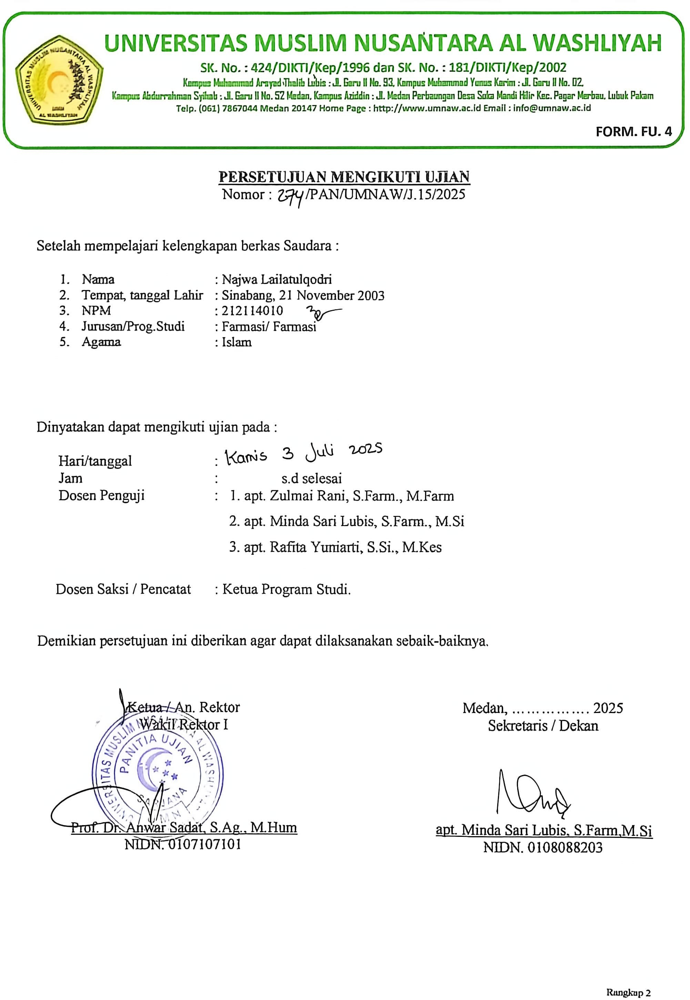 UNIVERSITAS MUSLIM NUSANTARA AL WASHLIYAH
SK. No. : 424/DIKTI/Kep/1996 dan SK. No. : 181/DIKTI/Kep/2002
Kampus Muhammad Arsyad Thalib Lubis : Jl. Garu II No. 93, Kampus Muhammad Yunus Karim : Jl. Garu II No. 02,
Kampus Abdurrahman Syihab : Jl. Garu II No. 52 Medan, Kampus Aziddin : Jl. Medan Perbaungan Desa Suka Mandi Hilir Kec. Pagar Merbau, Lubuk Pakam
Telp. (061) 7867044 Medan 20147 Home Page : http://www.umnaw.ac.id Email : info@umnaw.ac.id
UNIVERSITAS MUSLIM NUSANTARA AL WASHLIYAH
AL WASHLIYAH
FORM. FU. 4
PERSETUJUAN MENGIKUTI UJIAN
Nomor : 274/PAN/UMNAW/J.15/2025
Setelah mempelajari kelengkapan berkas Saudara :
1. Nama : Najwa Lailatulqodri
2. Tempat, tanggal Lahir : Sinabang, 21 November 2003
3. NPM : 212114010
4. Jurusan/Prog.Studi : Farmasi/ Farmasi
5. Agama : Islam
Dinyatakan dapat mengikuti ujian pada :
Hari/tanggal : Kamis 3 Juli 2025
Jam : s.d selesai
Dosen Penguji : 1. apt. Zulmai Rani, S.Farm., M.Farm
2. apt. Minda Sari Lubis, S.Farm., M.Si
3. apt. Rafita Yuniarti, S.Si., M.Kes
Dosen Saksi / Pencatat : Ketua Program Studi.
Demikian persetujuan ini diberikan agar dapat dilaksanakan sebaik-baiknya.
Ketua / An. Rektor
Wakil Rektor I
UNIVERSITAS MUSLIM NUSANTARA AL WASHLIYAH
PANITIA UJIAN
SARJANA
UMN
Prof. Dr. Anwar Sadat, S.Ag., M.Hum
NIDN. 0107107101
Medan, ................ 2025
Sekretaris / Dekan
apt. Minda Sari Lubis, S.Farm,M.Si
NIDN. 0108088203
Rangkup 2